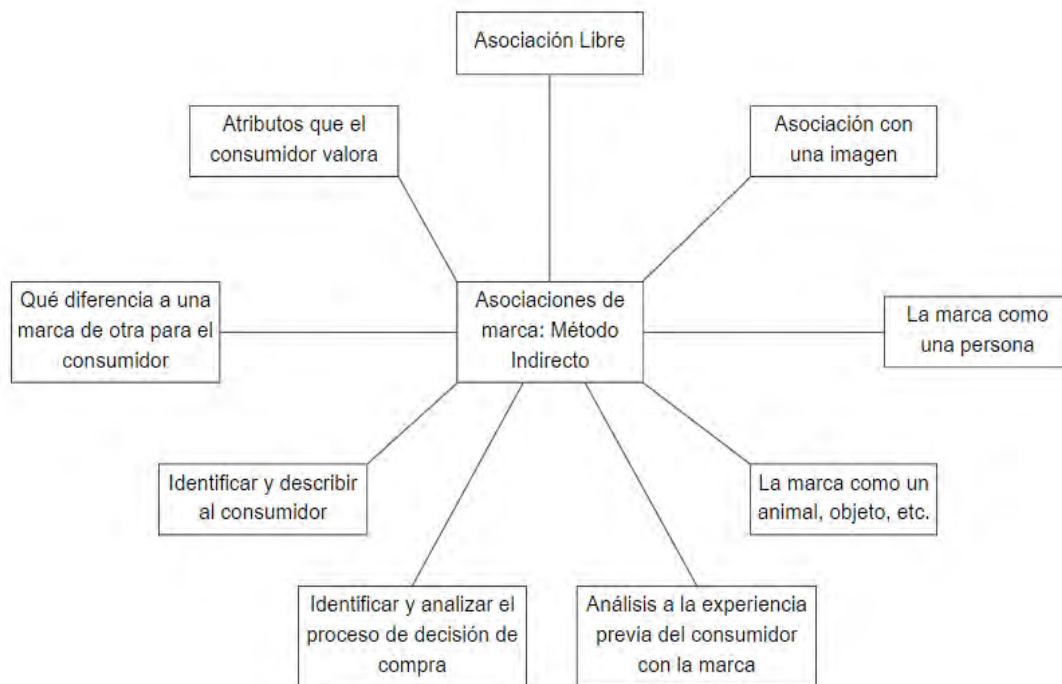 Asociación Libre
Atributos que el
consumidor valora
Asociación con
una imagen
Qué diferencia a una
marca de otra para el
consumidor
Asociaciones de
marca: Método
Indirecto
La marca como
una persona
Identificar y describir
al consumidor
La marca como un
animal, objeto, etc.
Identificar y analizar el
proceso de decisión de
compra
Análisis a la experiencia
previa del consumidor
con la marca